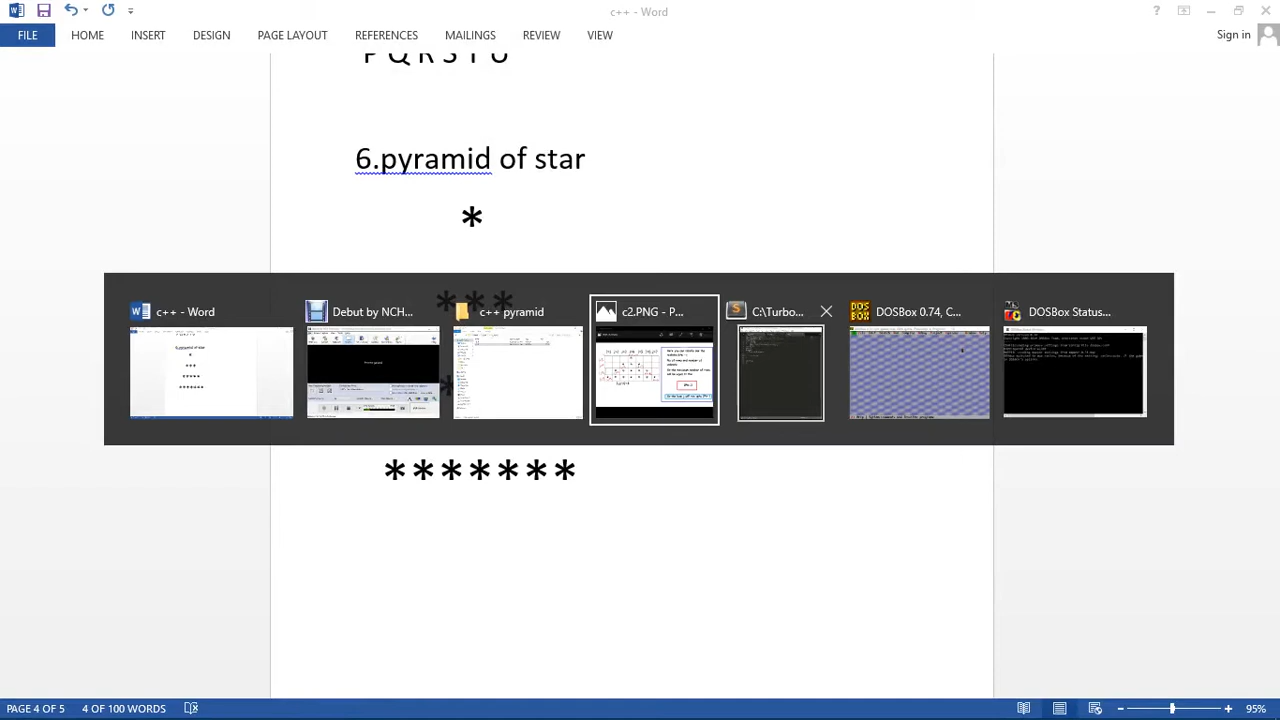 c++ - Word
?
FILE HOME INSERT DESIGN PAGE LAYOUT REFERENCES MAILINGS REVIEW VIEW Sign in
P Q R S T U
6.pyramid of star
*
***
c++ - Word
Debut by NCH...
c++ pyramid
c2.PNG - P...
C:\Turbo...
DOSBox 0.74, C...
DOSBox Status...
*******
PAGE 4 OF 5 4 OF 100 WORDS 95%